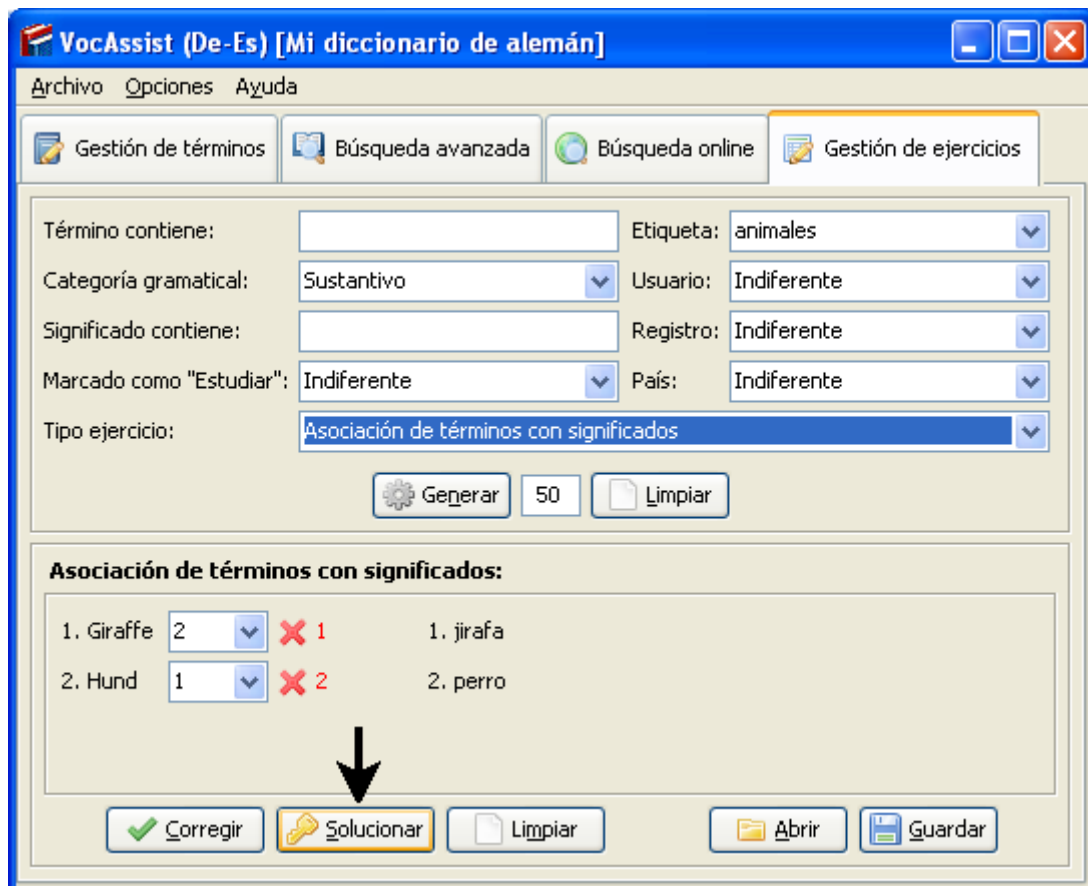 VocAssist (De-Es) [Mi diccionario de alemán]
Archivo Opciones Ayuda
Gestión de términos Búsqueda avanzada Búsqueda online Gestión de ejercicios
Término contiene: Etiqueta: animales
Categoría gramatical: Sustantivo Usuario: Indiferente
Significado contiene: Registro: Indiferente
Marcado como "Estudiar": Indiferente País: Indiferente
Tipo ejercicio: Asociación de términos con significados
Generar 50 Limpiar
Asociación de términos con significados:
1. Giraffe 2 1 1. jirafa
2. Hund 1 2 2. perro
Corregir Solucionar Limpiar Abrir Guardar